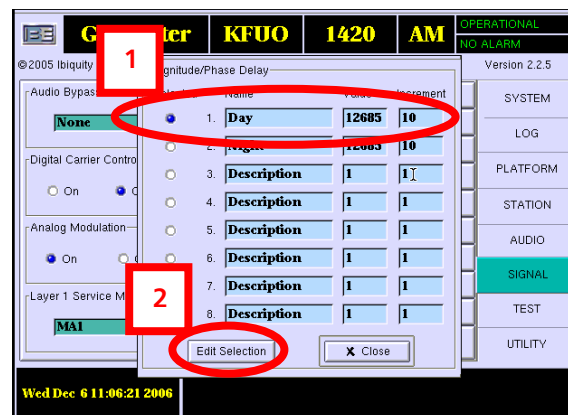 KFUO 1420 AM
OPERATIONAL
NO ALARM
©2005 Ibiquity
Version 2.2.5
1
Phase Delay
Name Value Increment
1. Day 12685 10
2. Night 12685 10
3. Description 1 1
4. Description 1 1
5. Description 1 1
6. Description 1 1
7. Description 1 1
8. Description 1 1
2
Edit Selection
X Close
Audio Bypass
None
Digital Carrier Contro
On
Analog Modulation
On
Layer 1 Service M
MA1
SYSTEM
LOG
PLATFORM
STATION
AUDIO
SIGNAL
TEST
UTILITY
Wed Dec 6 11:06:21 2006